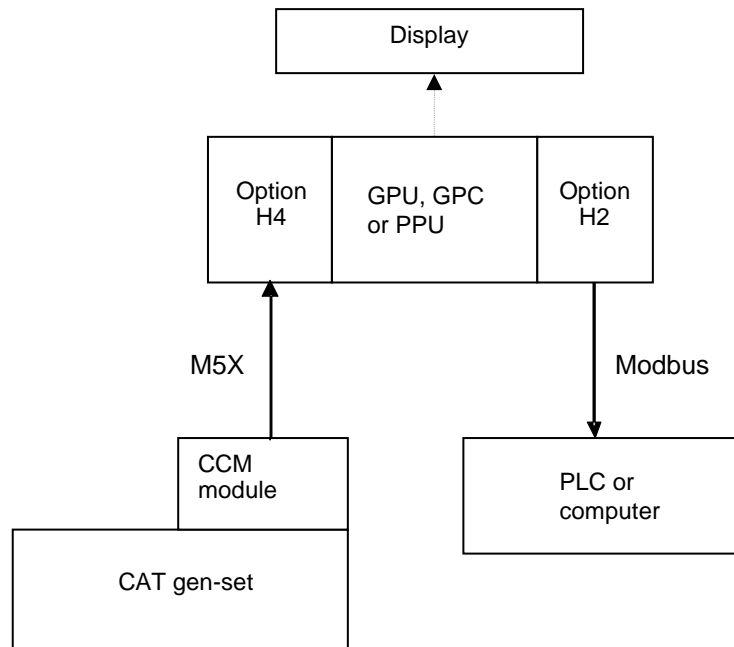 Display
Option
H4
GPU, GPC
or PPU
Option
H2
M5X
Modbus
CCM
module
PLC or
computer
CAT gen-set